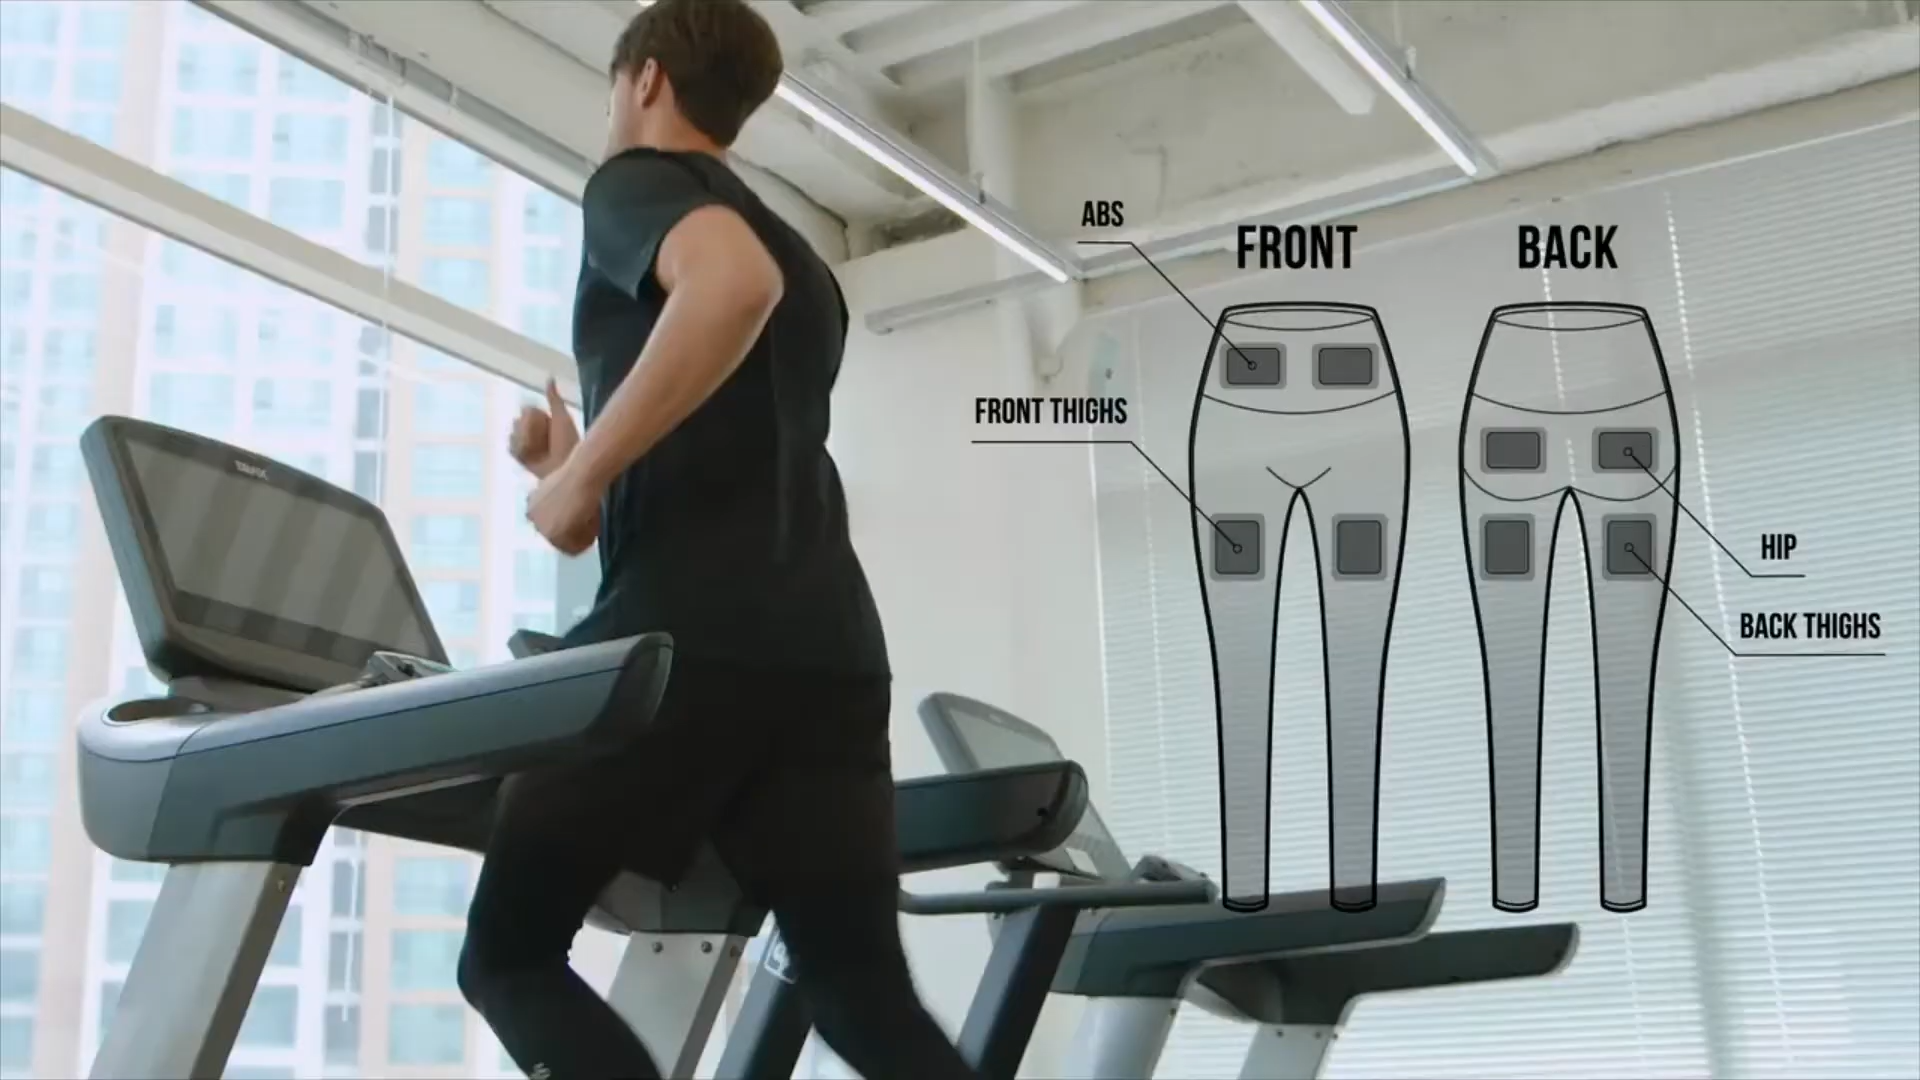 ABS
FRONT
BACK
FRONT THIGHS
HIP
BACK THIGHS